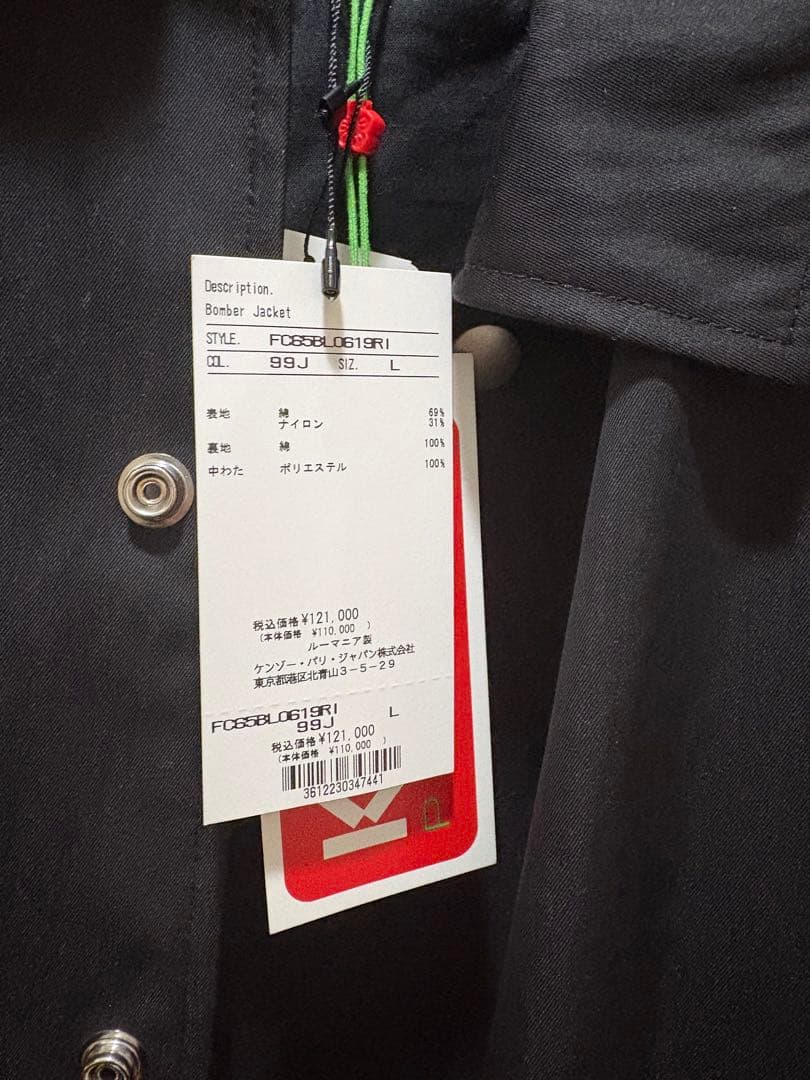 Description.
Bomber Jacket
STYLE. FC65BL0619RI
COL. 99J SIZ. L
表地 綿 69%
ナイロン 31%
裏地 綿 100%
中わた ポリエステル 100%
税込価格 ¥121,000
(本体価格 ¥110,000 )
ルーマニア製
ケンゾー・パリ・ジャパン株式会社
東京都港区北青山3-5-29
FC65BL0619RI L
99J
税込価格 ¥121,000
(本体価格 ¥110,000 )
3612230347441